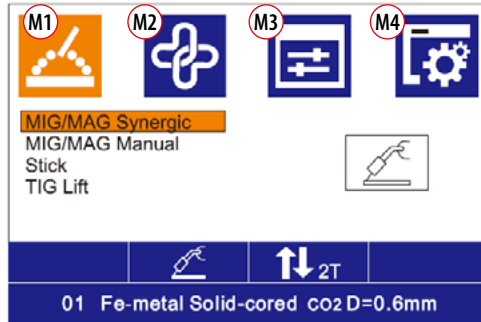 M1 M2 M3 M4
MIG/MAG Synergic
MIG/MAG Manual
Stick
TIG Lift
2T
01 Fe-metal Solid-cored CO2 D=0.6mm